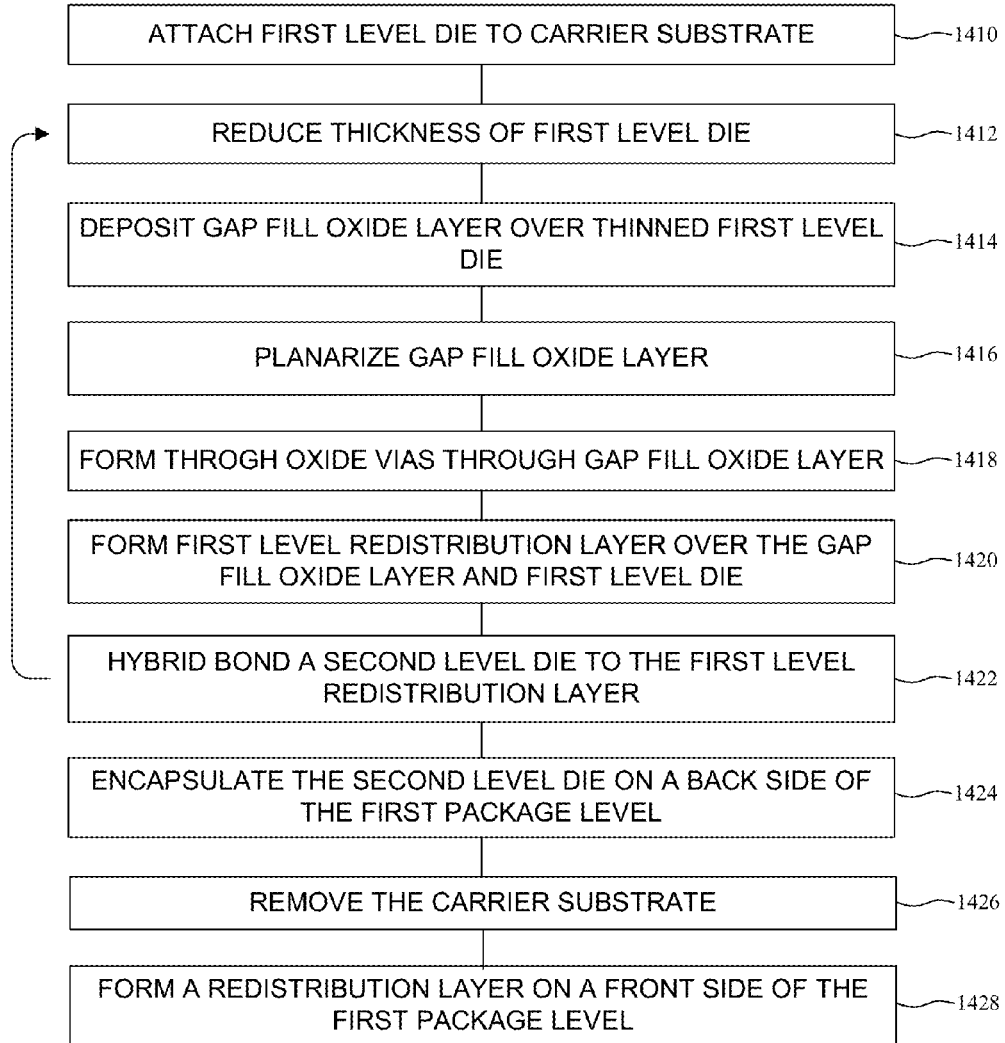 ATTACH FIRST LEVEL DIE TO CARRIER SUBSTRATE
1410
REDUCE THICKNESS OF FIRST LEVEL DIE
1412
DEPOSIT GAP FILL OXIDE LAYER OVER THINNED FIRST LEVEL
DIE
1414
PLANARIZE GAP FILL OXIDE LAYER
1416
FORM THROGH OXIDE VIAS THROUGH GAP FILL OXIDE LAYER
1418
FORM FIRST LEVEL REDISTRIBUTION LAYER OVER THE GAP
FILL OXIDE LAYER AND FIRST LEVEL DIE
1420
HYBRID BOND A SECOND LEVEL DIE TO THE FIRST LEVEL
REDISTRIBUTION LAYER
1422
ENCAPSULATE THE SECOND LEVEL DIE ON A BACK SIDE OF
THE FIRST PACKAGE LEVEL
1424
REMOVE THE CARRIER SUBSTRATE
1426
FORM A REDISTRIBUTION LAYER ON A FRONT SIDE OF THE
FIRST PACKAGE LEVEL
1428